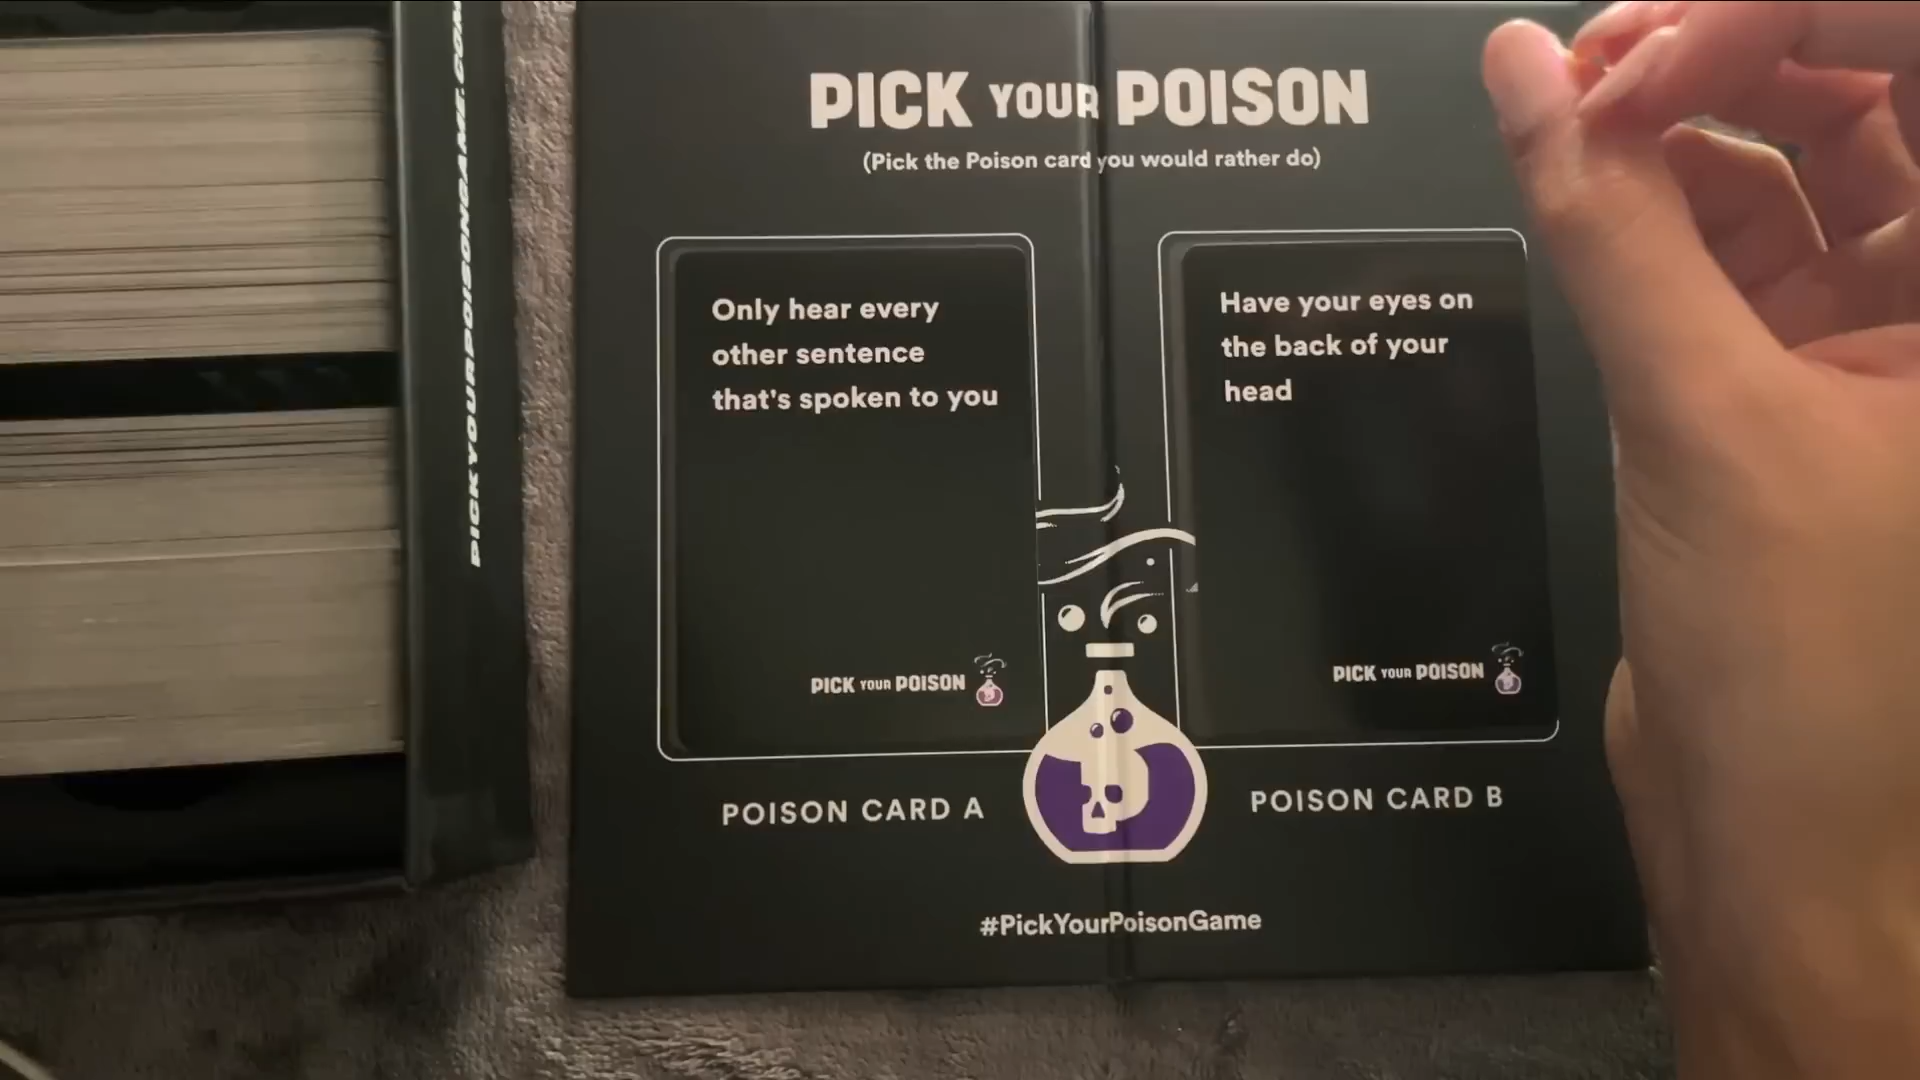 PICKYOURPOISONGAME.COM
PICK YOUR POISON
(Pick the Poison card you would rather do)
Only hear every
other sentence
that's spoken to you
PICK YOUR POISON
POISON CARD A
Have your eyes on
the back of your
head
PICK YOUR POISON
POISON CARD B
#PickYourPoisonGame